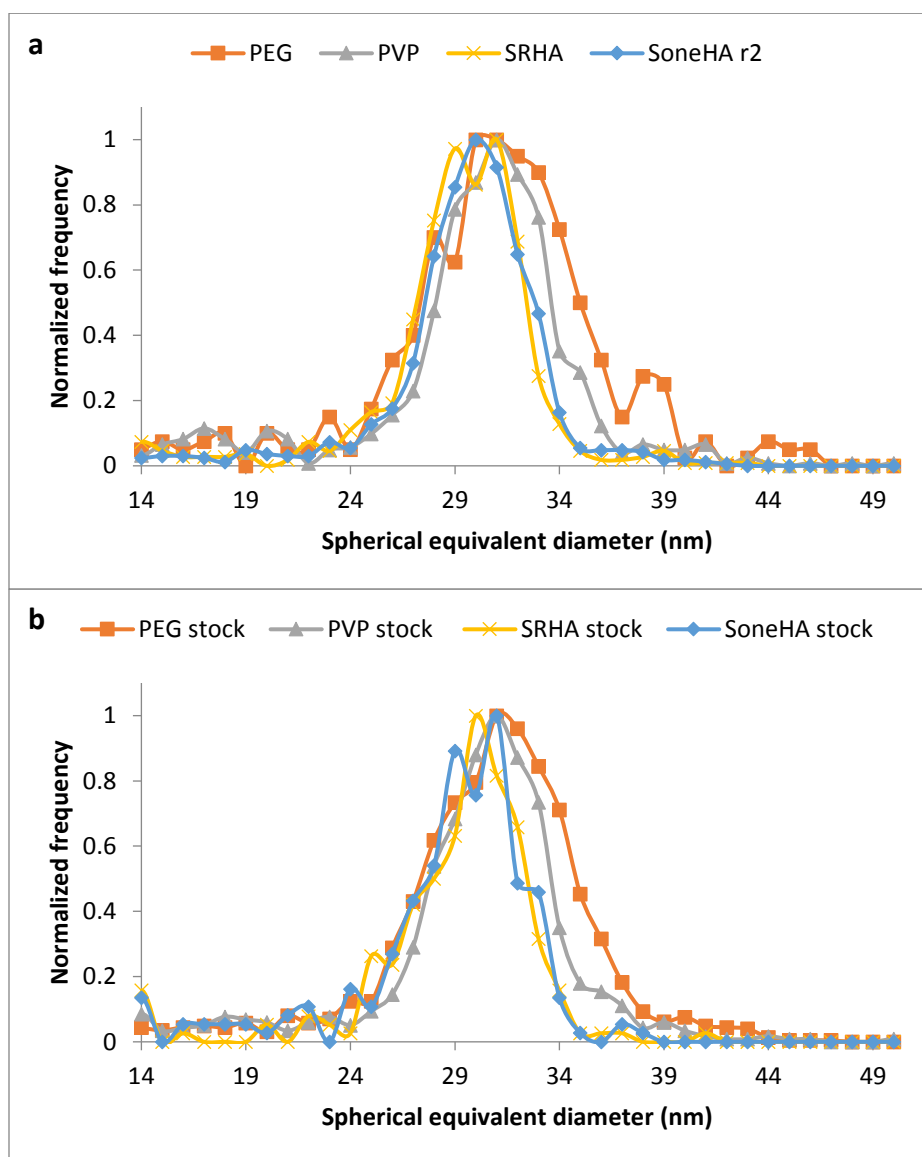 a
PEG PVP SRHA SoneHA r2
1
0.8
0.6
0.4
0.2
0
14 19 24 29 34 39 44 49
Normalized frequency
Spherical equivalent diameter (nm)
b
PEG stock PVP stock SRHA stock SoneHA stock
1
0.8
0.6
0.4
0.2
0
14 19 24 29 34 39 44 49
Normalized frequency
Spherical equivalent diameter (nm)